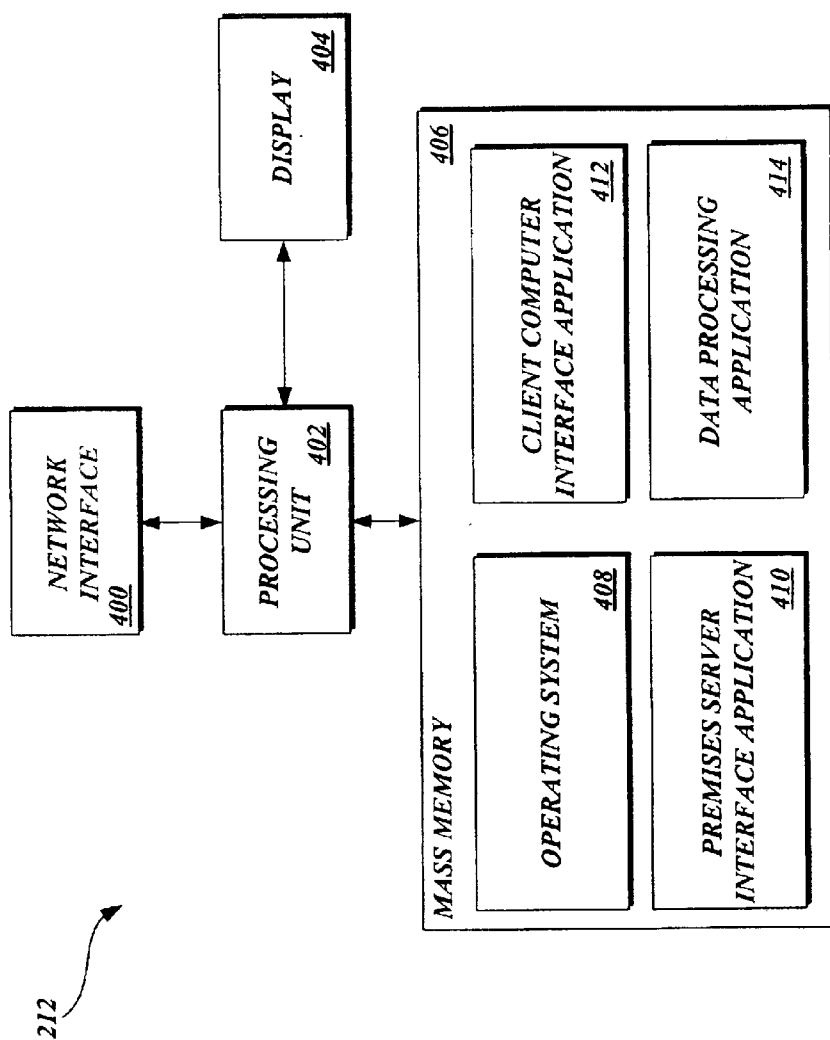 212
NETWORK
INTERFACE
400
PROCESSING
UNIT
402
DISPLAY
404
MASS MEMORY
406
OPERATING SYSTEM
408
CLIENT COMPUTER
INTERFACE APPLICATION
412
PREMISES SERVER
INTERFACE APPLICATION
410
DATA PROCESSING
APPLICATION
414